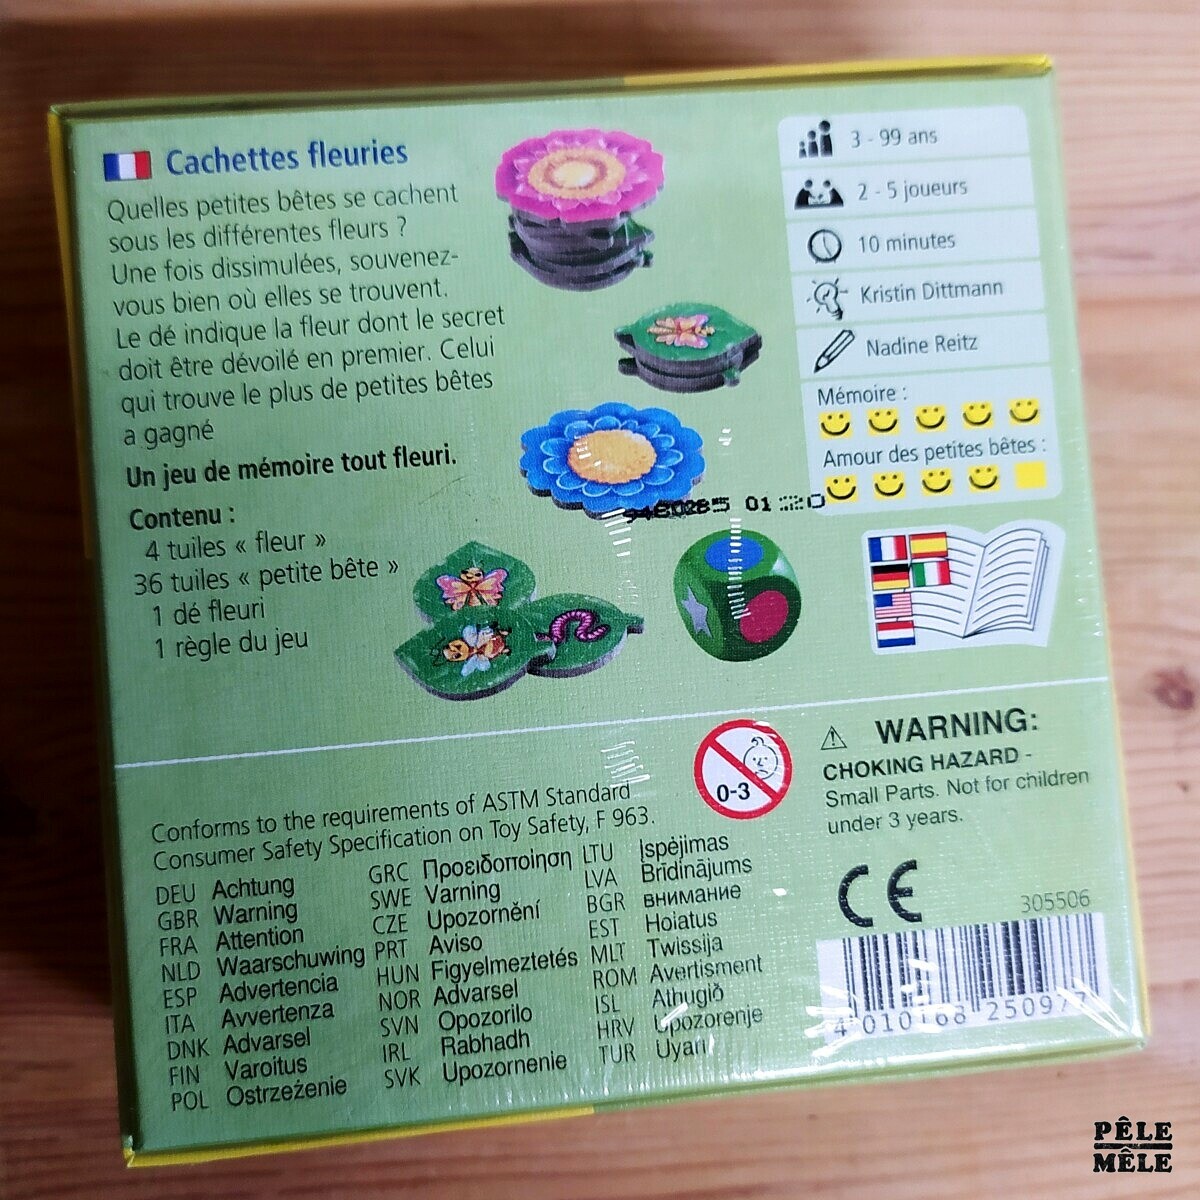 Cachettes fleuries
Quelles petites bêtes se cachent
sous les différentes fleurs ?
Une fois dissimulées, souvenez-
vous bien où elles se trouvent.
Le dé indique la fleur dont le secret
doit être dévoilé en premier. Celui
qui trouve le plus de petites bêtes
a gagné
Un jeu de mémoire tout fleuri.
Contenu :
4 tuiles « fleur »
36 tuiles « petite bête »
1 dé fleuri
1 règle du jeu
3 - 99 ans
2 - 5 joueurs
10 minutes
Kristin Dittmann
Nadine Reitz
Mémoire :
Amour des petites bêtes :
01
0-3
WARNING:
CHOKING HAZARD -
Small Parts. Not for children
under 3 years.
Conforms to the requirements of ASTM Standard
Consumer Safety Specification on Toy Safety, F 963.
DEU Achtung
GBR Warning
FRA Attention
NLD Waarschuwing
ESP Advertencia
ITA Avvertenza
DNK Advarsel
FIN Varoitus
POL Ostrzeżenie
GRC Προειδοποίηση
SWE Varning
CZE Upozornění
PRT Aviso
HUN Figyelmeztetés
NOR Advarsel
SVN Opozorilo
IRL Rabhadh
SVK Upozornenie
LTU Įspėjimas
LVA Brīdinājums
BGR внимание
EST Hoiatus
MLT Twissija
ROM Avertisment
ISL Athugið
HRV Upozorenje
TUR Uyarı
CE
305506
4 010168 250977
PÊLE
MÊLE